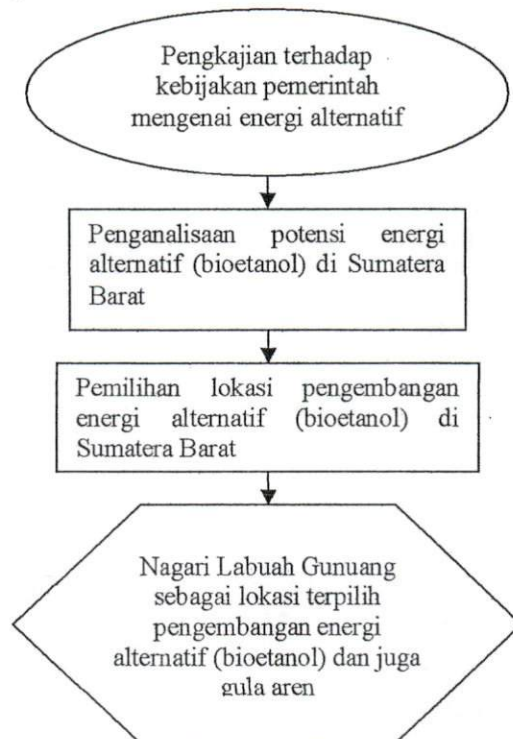 Pengkajian terhadap
kebijakan pemerintah
mengenai energi alternatif
Penganalisaan potensi energi
alternatif (bioetanol) di Sumatera
Barat
Pemilihan lokasi pengembangan
energi alternatif (bioetanol) di
Sumatera Barat
Nagari Labuah Gunuang
sebagai lokasi terpilih
pengembangan energi
alternatif (bioetanol) dan juga
gula aren